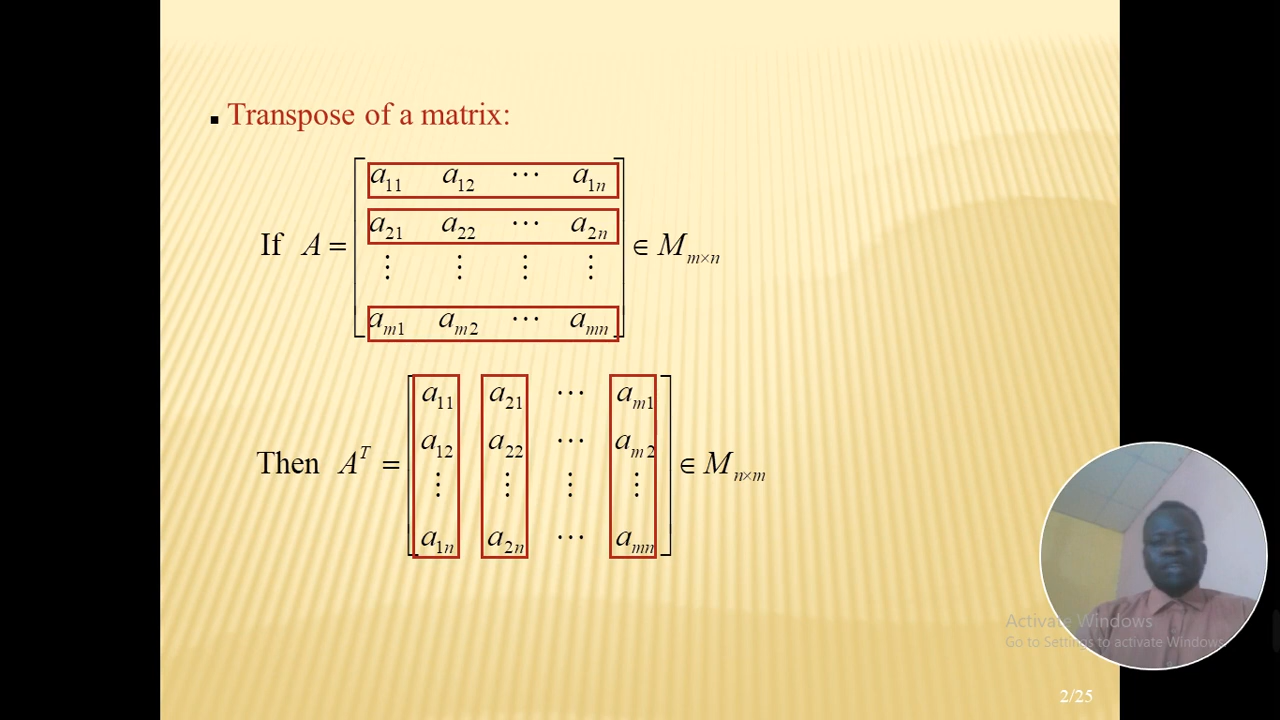 ▪ Transpose of a matrix:
a₁₁ a₁₂ ⋯ a₁ₙ
a₂₁ a₂₂ ⋯ a₂ₙ
If A = ∈ Mₘ×ₙ
⋮ ⋮ ⋮ ⋮
aₘ₁ aₘ₂ ⋯ aₘₙ
a₁₁ a₂₁ ⋯ aₘ₁
a₁₂ a₂₂ ⋯ aₘ₂
Then Aᵀ = ∈ Mₙ×ₘ
⋮ ⋮ ⋮ ⋮
a₁ₙ a₂ₙ ⋯ aₘₙ
Activate Windows
Go to Settings to activate Windows.
2/25